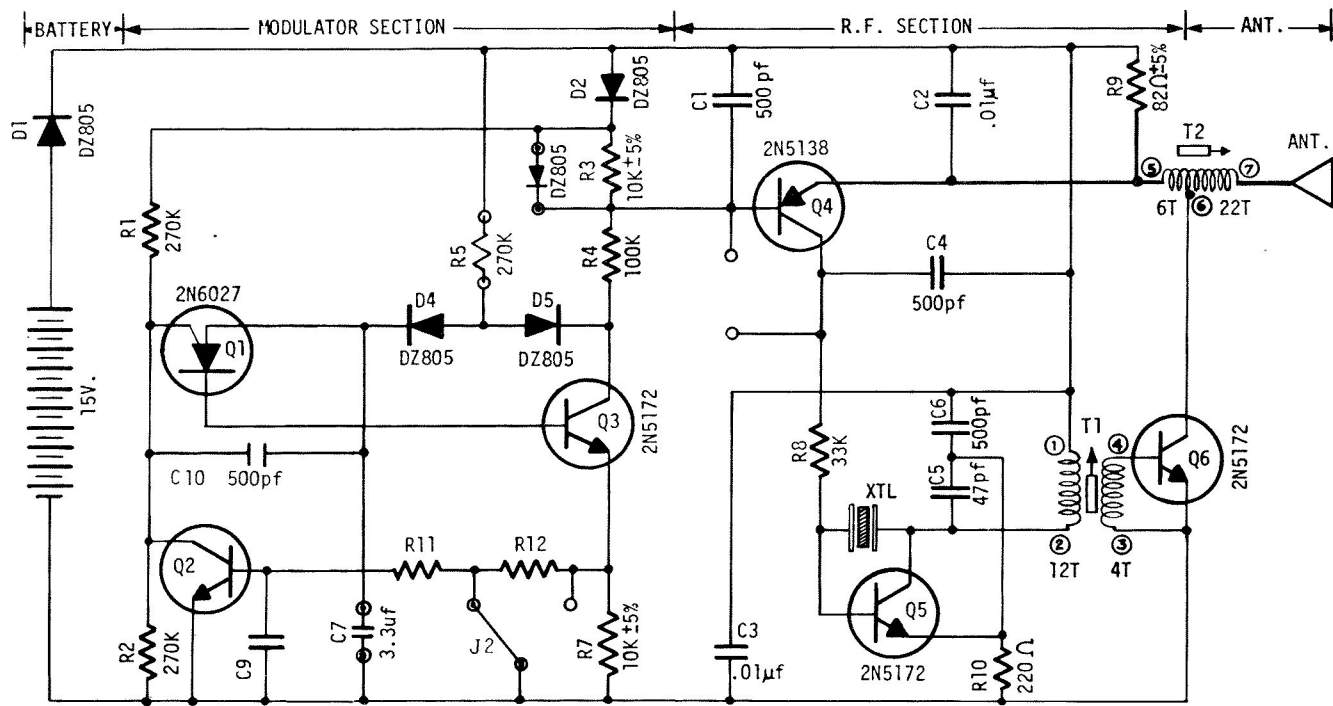 BATTERY
MODULATOR SECTION
R.F. SECTION
ANT.
D1
DZ805
15V.
R1
270K
2N6027
Q1
C10
500pf
Q2
R2
270K
C9
C7
3.3uf
D2
DZ805
DZ805
R3
10K±5%
R5
270K
R4
100K
D4
DZ805
D5
DZ805
Q3
2N5172
R11
R12
J2
R7
10K±5%
C1
500pf
C2
.01µf
R9
82Ω±5%
2N5138
Q4
T2
ANT.
5
7
6T
6
22T
C4
500pf
R8
33K
C6
500pf
C5
47pf
1
T1
4
Q6
2N5172
XTL
2
3
12T
4T
Q5
2N5172
C3
.01µf
R10
220Ω